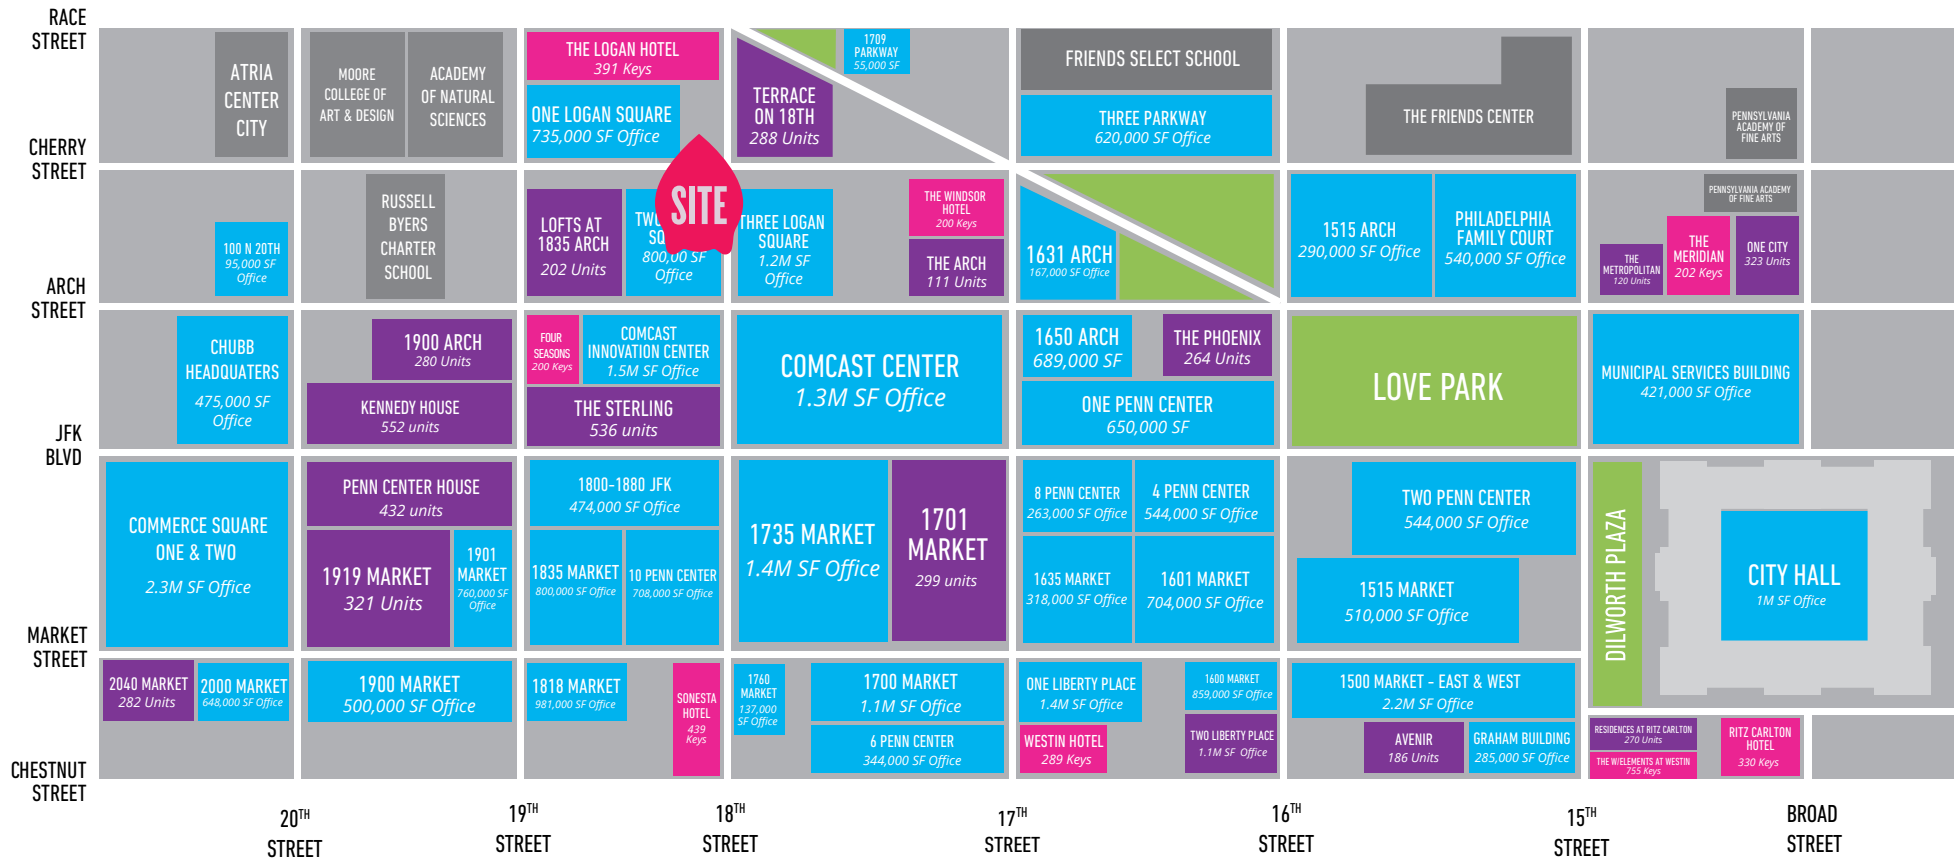 RACE
STREET
ATRIA
CENTER
CITY
MOORE
COLLEGE OF
ART & DESIGN
ACADEMY
OF NATURAL
SCIENCES
THE LOGAN HOTEL
391 Keys
ONE LOGAN SQUARE
735,000 SF Office
TERRACE
ON 18TH
288 Units
1709
PARKWAY
55,000 SF
FRIENDS SELECT SCHOOL
THREE PARKWAY
620,000 SF Office
THE FRIENDS CENTER
PENNSYLVANIA
ACADEMY OF
FINE ARTS
CHERRY
STREET
100 N 20TH
95,000 SF
Office
RUSSELL
BYERS
CHARTER
SCHOOL
LOFTS AT
1835 ARCH
202 Units
TWO
SQ
800,00 SF
Office
SITE
THREE LOGAN
SQUARE
1.2M SF
Office
THE WINDSOR
HOTEL
200 Keys
THE ARCH
111 Units
1631 ARCH
167,000 SF Office
1515 ARCH
290,000 SF Office
PHILADELPHIA
FAMILY COURT
540,000 SF Office
PENNSYLVANIA ACADEMY
OF FINE ARTS
THE
METROPOLITAN
120 Units
THE
MERIDIAN
202 Keys
ONE CITY
323 Units
ARCH
STREET
CHUBB
HEADQUATERS
475,000 SF
Office
1900 ARCH
280 Units
KENNEDY HOUSE
552 units
FOUR
SEASONS
200 Keys
COMCAST
INNOVATION CENTER
1.5M SF Office
THE STERLING
536 units
COMCAST CENTER
1.3M SF Office
1650 ARCH
689,000 SF
THE PHOENIX
264 Units
ONE PENN CENTER
650,000 SF
LOVE PARK
MUNICIPAL SERVICES BUILDING
421,000 SF Office
JFK
BLVD
COMMERCE SQUARE
ONE & TWO
2.3M SF Office
PENN CENTER HOUSE
432 units
1919 MARKET
321 Units
1901
MARKET
760,000 SF
Office
1800-1880 JFK
474,000 SF Office
1835 MARKET
800,000 SF Office
10 PENN CENTER
708,000 SF Office
1735 MARKET
1.4M SF Office
1701
MARKET
299 units
8 PENN CENTER
263,000 SF Office
4 PENN CENTER
544,000 SF Office
1635 MARKET
318,000 SF Office
1601 MARKET
704,000 SF Office
TWO PENN CENTER
544,000 SF Office
1515 MARKET
510,000 SF Office
DILWORTH PLAZA
CITY HALL
1M SF Office
MARKET
STREET
2040 MARKET
282 Units
2000 MARKET
648,000 SF Office
1900 MARKET
500,000 SF Office
1818 MARKET
981,000 SF Office
SONESTA
HOTEL
439
Keys
1760
MARKET
137,000
SF Office
1700 MARKET
1.1M SF Office
6 PENN CENTER
344,000 SF Office
ONE LIBERTY PLACE
1.4M SF Office
WESTIN HOTEL
289 Keys
1600 MARKET
859,000 SF Office
TWO LIBERTY PLACE
1.1M SF Office
1500 MARKET - EAST & WEST
2.2M SF Office
AVENIR
186 Units
GRAHAM BUILDING
285,000 SF Office
RESIDENCES AT RITZ CARLTON
270 Units
THE W/ELEMENTS AT WESTIN
755 Keys
RITZ CARLTON
HOTEL
330 Keys
CHESTNUT
STREET
20TH
STREET
19TH
STREET
18TH
STREET
17TH
STREET
16TH
STREET
15TH
STREET
BROAD
STREET